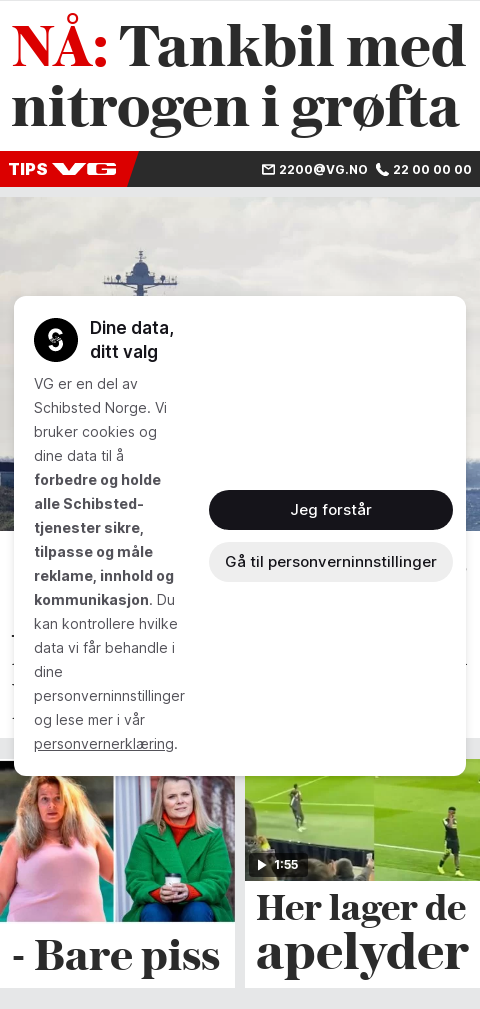 NÅ: Tankbil med
nitrogen i grøfta
TIPS VG 2200@VG.NO 22 00 00 00
Dine data,
ditt valg
VG er en del av
Schibsted Norge. Vi
bruker cookies og
dine data til å
forbedre og holde
alle Schibsted-
tjenester sikre,
tilpasse og måle
reklame, innhold og
kommunikasjon. Du
kan kontrollere hvilke
data vi får behandle i
dine
personverninnstillinger
og lese mer i vår
personvernerklæring.
Jeg forstår
Gå til personverninnstillinger
- Bare piss
1:55
Her lager de
apelyder